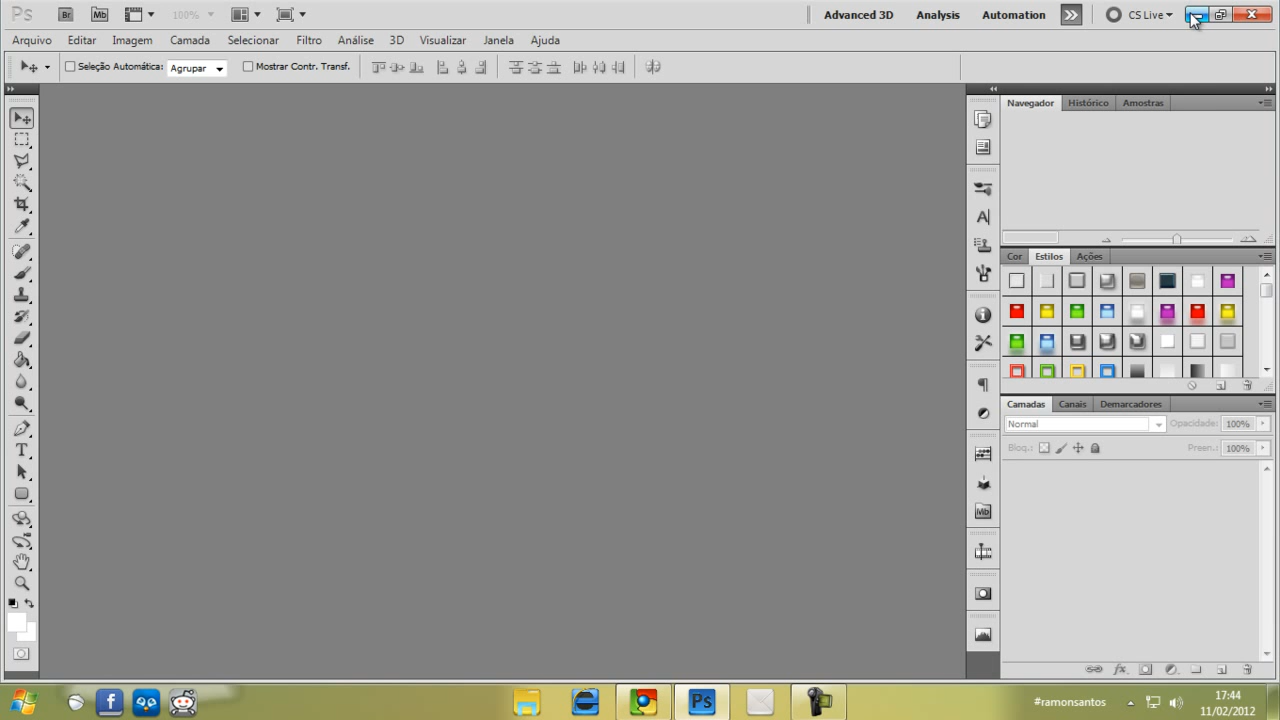 Ps Br Mb 100% Advanced 3D Analysis Automation CS Live
Arquivo Editar Imagem Camada Selecionar Filtro Análise 3D Visualizar Janela Ajuda
Seleção Automática: Agrupar Mostrar Contr. Transf.
Navegador Histórico Amostras
Cor Estilos Ações
Camadas Canais Demarcadores
Normal Opacidade: 100%
Bloq.: Preen.: 100%
Mb
Ps
#ramonsantos
17:44
11/02/2012